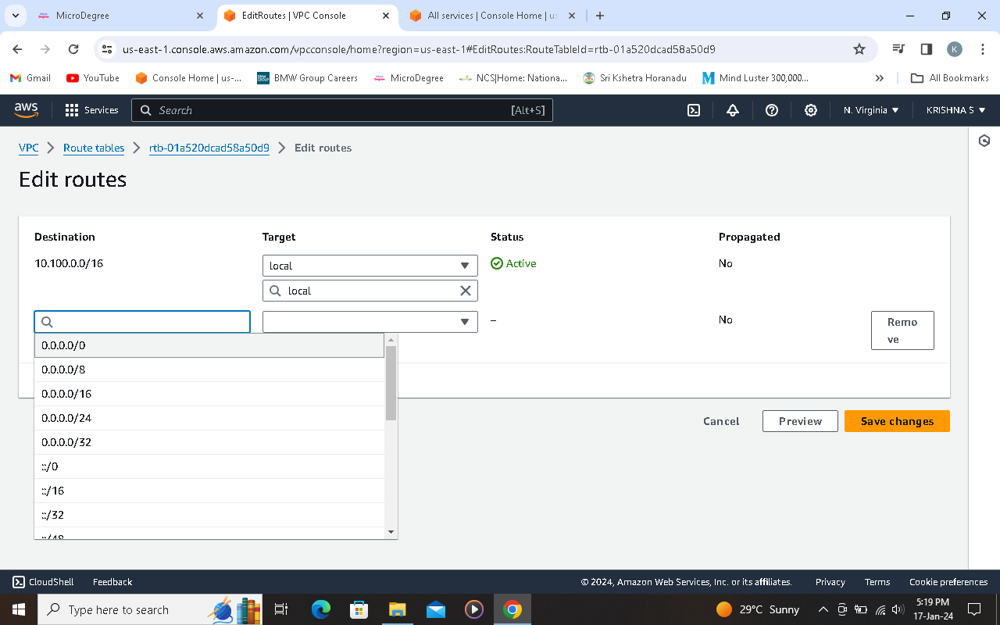 MicroDegree
EditRoutes | VPC Console
All services | Console Home | us
us-east-1.console.aws.amazon.com/vpcconsole/home?region=us-east-1#EditRoutes:RouteTableId=rtb-01a520dcad58a50d9
K
Gmail
YouTube
Console Home | us-...
BMW Group Careers
MicroDegree
NCS|Home: Nationa...
Sri Kshetra Horanadu
Mind Luster 300,000...
All Bookmarks
aws
Services
Search
[Alt+S]
N. Virginia
KRISHNA S
VPC
Route tables
rtb-01a520dcad58a50d9
Edit routes
Edit routes
Destination
Target
Status
Propagated
10.100.0.0/16
local
Active
No
local
–
No
Remo
ve
0.0.0.0/0
0.0.0.0/8
0.0.0.0/16
0.0.0.0/24
0.0.0.0/32
::/0
::/16
::/32
::/48
Cancel
Preview
Save changes
CloudShell
Feedback
© 2024, Amazon Web Services, Inc. or its affiliates.
Privacy
Terms
Cookie preferences
Type here to search
29°C Sunny
5:19 PM
17-Jan-24